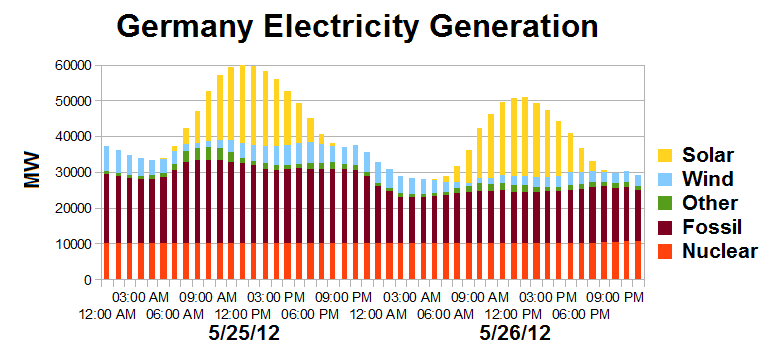 Germany Electricity Generation
60000
50000
40000
30000
20000
10000
0
MW
Solar
Wind
Other
Fossil
Nuclear
03:00 AM 09:00 AM 03:00 PM 09:00 PM 03:00 AM 09:00 AM 03:00 PM 09:00 PM
12:00 AM 06:00 AM 12:00 PM 06:00 PM 12:00 AM 06:00 AM 12:00 PM 06:00 PM
5/25/12 5/26/12